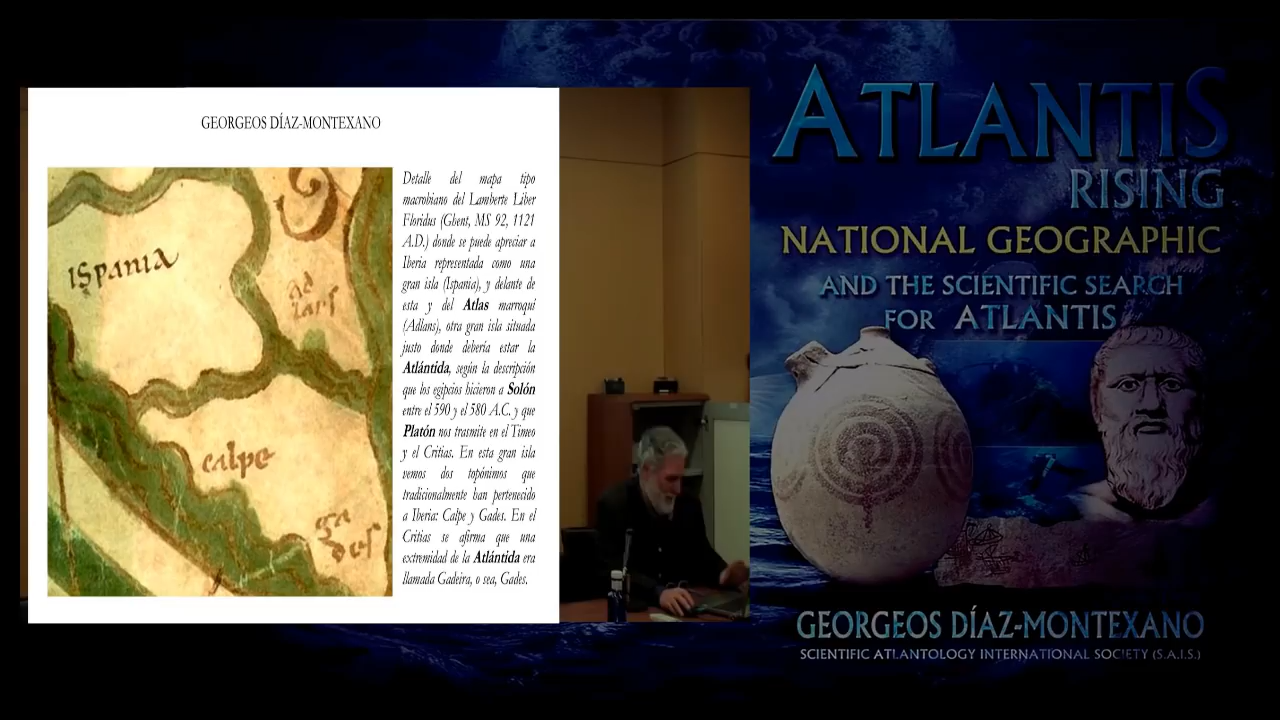 GEORGEOS DÍAZ-MONTEXANO
Ispania
ad
lans
calpe
ga
des
Detalle del mapa tipo
macrobiano del Lamberte Liber
Floridus (Ghent, MS 92, 1121
A.D.) donde se puede apreciar a
Iberia representada como una
gran isla (Ispania), y delante de
esta y del Atlas marroquí
(Adlans), otra gran isla situada
justo donde debería estar la
Atlántida, según la descripción
que los egipcios hicieron a Solón
entre el 590 y el 580 A.C. y que
Platón nos trasmite en el Timeo
y el Critias. En esta gran isla
vemos dos topónimos que
tradicionalmente han pertenecido
a Iberia: Calpe y Gades. En el
Critias se afirma que una
extremidad de la Atlántida era
llamada Gadeira, o sea, Gades.
ATLANTIS
RISING
NATIONAL GEOGRAPHIC
AND THE SCIENTIFIC SEARCH
FOR ATLANTIS
GEORGEOS DÍAZ-MONTEXANO
SCIENTIFIC ATLANTOLOGY INTERNATIONAL SOCIETY (S.A.I.S.)